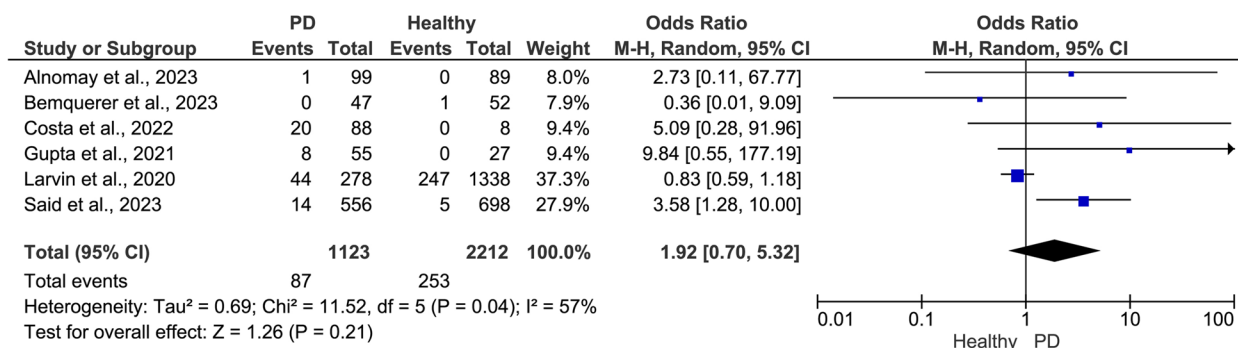 PD Healthy Odds Ratio Odds Ratio
Study or Subgroup Events Total Events Total Weight M-H, Random, 95% CI M-H, Random, 95% CI
Alnomay et al., 2023 1 99 0 89 8.0% 2.73 [0.11, 67.77]
Bemquerer et al., 2023 0 47 1 52 7.9% 0.36 [0.01, 9.09]
Costa et al., 2022 20 88 0 8 9.4% 5.09 [0.28, 91.96]
Gupta et al., 2021 8 55 0 27 9.4% 9.84 [0.55, 177.19]
Larvin et al., 2020 44 278 247 1338 37.3% 0.83 [0.59, 1.18]
Said et al., 2023 14 556 5 698 27.9% 3.58 [1.28, 10.00]
Total (95% CI) 1123 2212 100.0% 1.92 [0.70, 5.32]
Total events 87 253
Heterogeneity: Tau² = 0.69; Chi² = 11.52, df = 5 (P = 0.04); I² = 57%
Test for overall effect: Z = 1.26 (P = 0.21)
0.01 0.1 1 10 100
Healthy PD